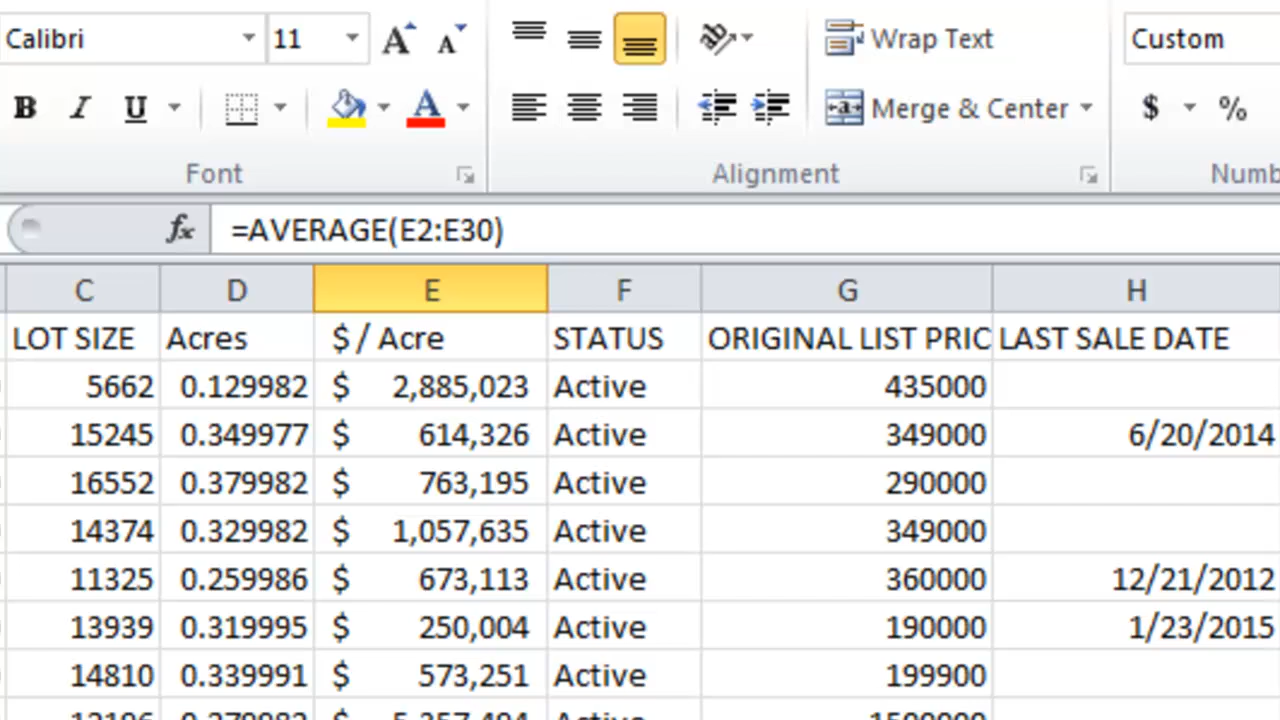 Calibri 11 A A Wrap Text Custom
B I U A Merge & Center $ %
Font Alignment Numb
fx =AVERAGE(E2:E30)
C D E F G H
LOT SIZE Acres $ / Acre STATUS ORIGINAL LIST PRIC LAST SALE DATE
5662 0.129982 $ 2,885,023 Active 435000
15245 0.349977 $ 614,326 Active 349000 6/20/2014
16552 0.379982 $ 763,195 Active 290000
14374 0.329982 $ 1,057,635 Active 349000
11325 0.259986 $ 673,113 Active 360000 12/21/2012
13939 0.319995 $ 250,004 Active 190000 1/23/2015
14810 0.339991 $ 573,251 Active 199900